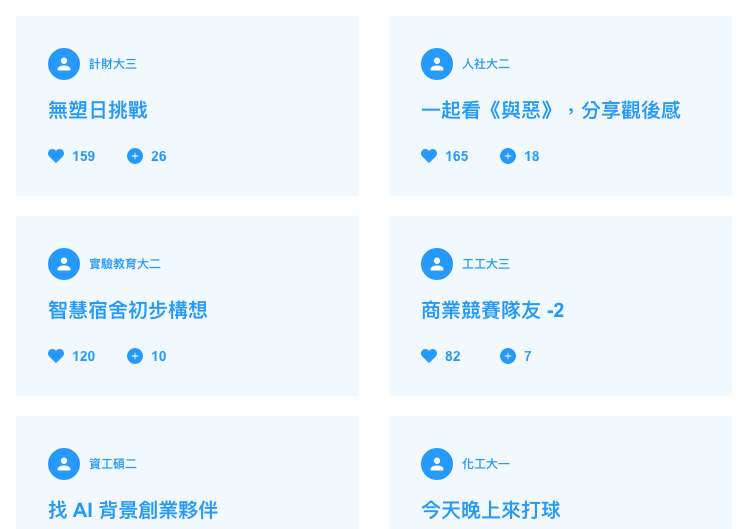 計財大三
無塑日挑戰
159 26
人社大二
一起看《與惡》，分享觀後感
165 18
實驗教育大二
智慧宿舍初步構想
120 10
工工大三
商業競賽隊友 -2
82 7
資工碩二
找 AI 背景創業夥伴
化工大一
今天晚上來打球